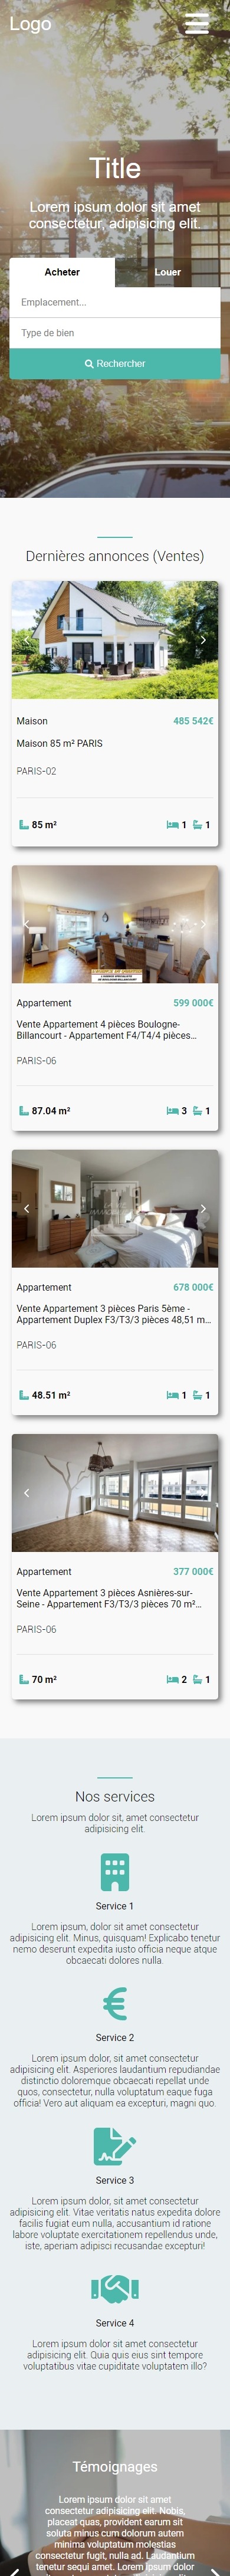 Logo
Title
Lorem ipsum dolor sit amet
consectetur, adipisicing elit.
Acheter
Louer
Emplacement...
Type de bien
Rechercher
Dernières annonces (Ventes)
Maison 485 542€
Maison 85 m² PARIS
PARIS-02
85 m² 1 1
Appartement 599 000€
Vente Appartement 4 pièces Boulogne-
Billancourt - Appartement F4/T4/4 pièces...
PARIS-06
87.04 m² 3 1
Appartement 678 000€
Vente Appartement 3 pièces Paris 5ème -
Appartement Duplex F3/T3/3 pièces 48,51 m...
PARIS-06
48.51 m² 1 1
Appartement 377 000€
Vente Appartement 3 pièces Asnières-sur-
Seine - Appartement F3/T3/3 pièces 70 m²...
PARIS-06
70 m² 2 1
Nos services
Lorem ipsum dolor sit, amet consectetur
adipisicing elit.
Service 1
Lorem ipsum, dolor sit amet consectetur
adipisicing elit. Minus, quisquam! Explicabo tenetur
nemo deserunt expedita iusto officia neque atque
obcaecati dolores nulla.
Service 2
Lorem ipsum dolor, sit amet consectetur
adipisicing elit. Asperiores laudantium repudiandae
distinctio doloremque obcaecati repellat unde
quos, consectetur, nulla voluptatum eaque fuga
officia! Vero aut aliquam ea excepturi, magni quo.
Service 3
Lorem ipsum dolor, sit amet consectetur
adipisicing elit. Vitae veritatis natus expedita dolore
facilis fugiat eum nulla, accusantium id ratione
labore voluptate exercitationem repellendus unde,
iste, aperiam adipisci recusandae excepturi!
Service 4
Lorem ipsum dolor, sit amet consectetur
adipisicing elit. Quia quis eius sint tempore
voluptatibus vitae cupiditate voluptatem illo?
Témoignages
Lorem ipsum dolor sit amet
consectetur adipisicing elit. Nobis,
placeat quas, provident earum sit
soluta minus cum dolorum autem
minima voluptatum molestias
consectetur fugit, nulla ad. Laudantium
tenetur sequi amet. Lorem ipsum dolor